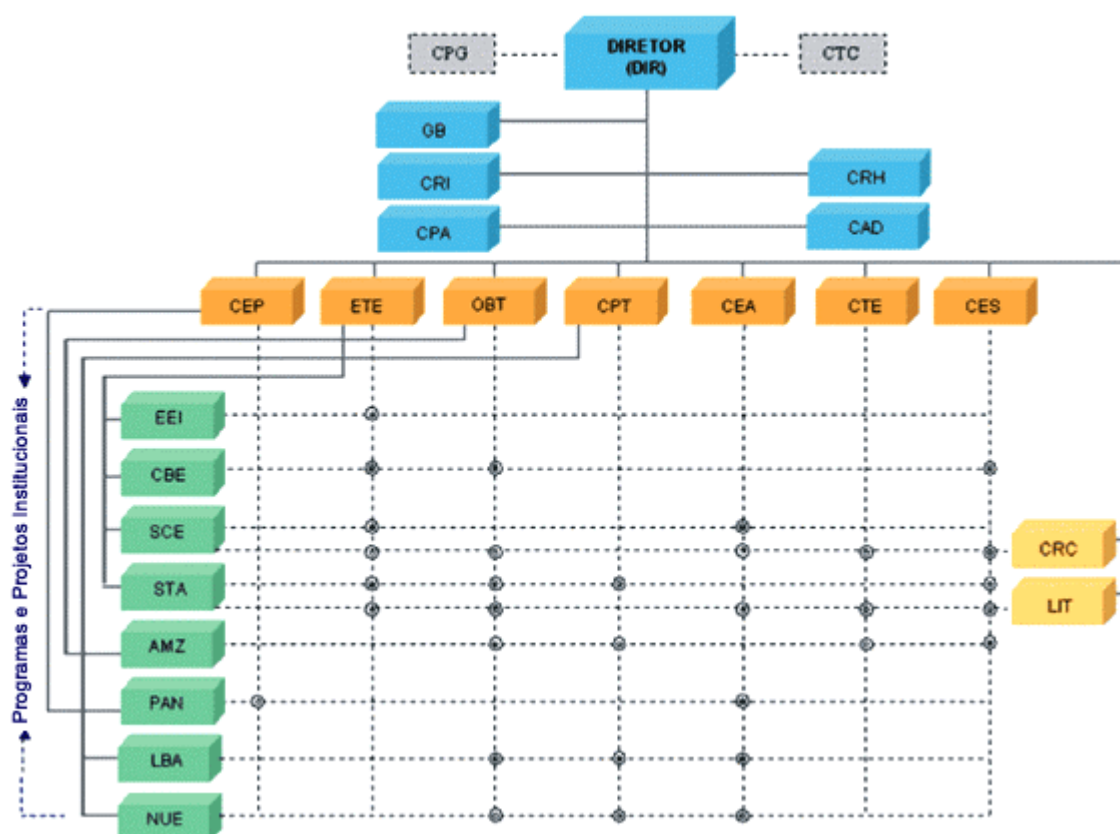 CPG
DIRETOR
(DIR)
CTC
GB
CRI
CRH
CPA
CAD
CEP
ETE
OBT
CPT
CEA
CTE
CES
Programas e Projetos Institucionais
EEI
CBE
SCE
CRC
STA
LIT
AMZ
PAN
LBA
NUE